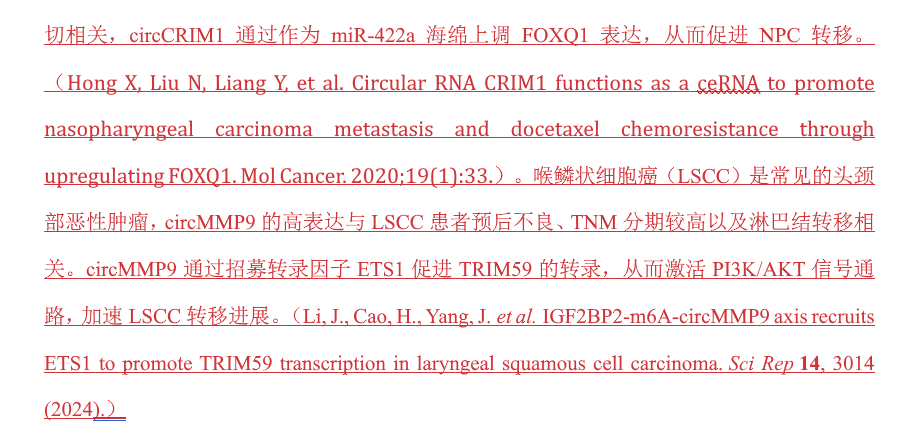 切相关，circCRIM1 通过作为 miR-422a 海绵上调 FOXQ1 表达，从而促进 NPC 转移。
（Hong X, Liu N, Liang Y, et al. Circular RNA CRIM1 functions as a ceRNA to promote
nasopharyngeal carcinoma metastasis and docetaxel chemoresistance through
upregulating FOXQ1. Mol Cancer. 2020;19(1):33.）。喉鳞状细胞癌（LSCC）是常见的头颈
部恶性肿瘤，circMMP9 的高表达与 LSCC 患者预后不良、TNM 分期较高以及淋巴结转移相
关。circMMP9 通过招募转录因子 ETS1 促进 TRIM59 的转录，从而激活 PI3K/AKT 信号通
路，加速 LSCC 转移进展。（Li, J., Cao, H., Yang, J. et al. IGF2BP2-m6A-circMMP9 axis recruits
ETS1 to promote TRIM59 transcription in laryngeal squamous cell carcinoma. Sci Rep 14, 3014
(2024).）